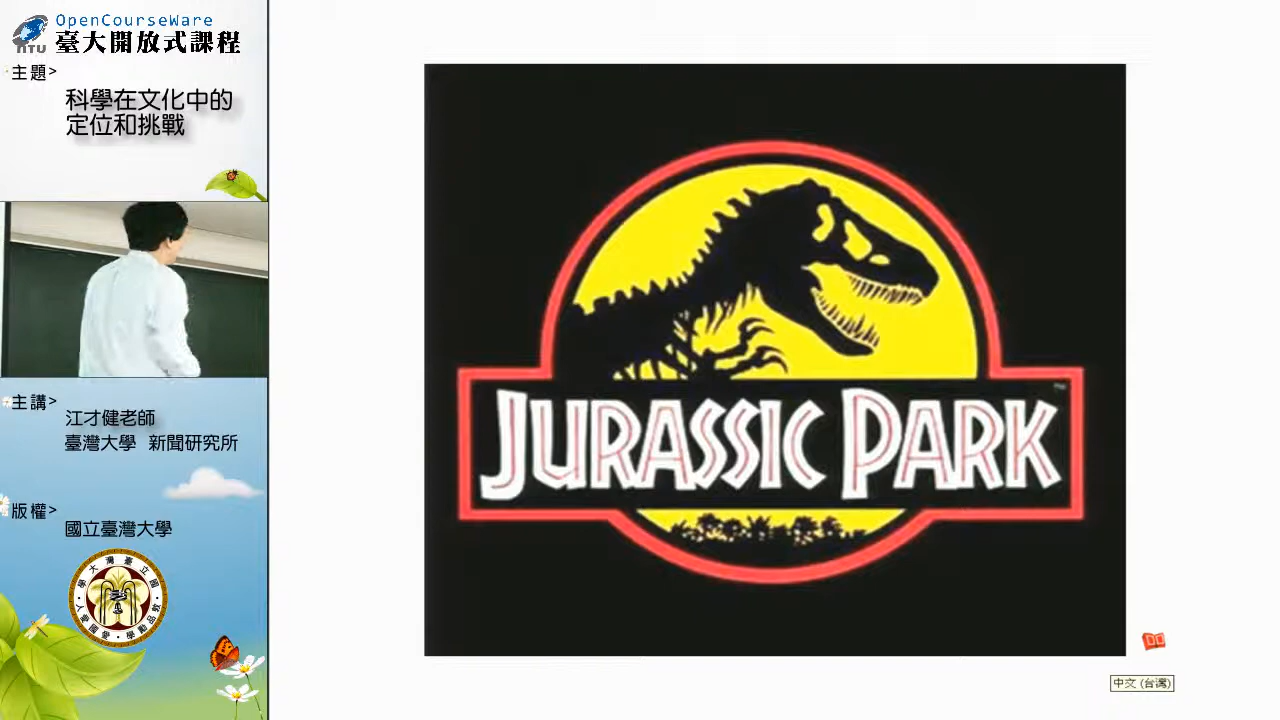 OpenCourseWare
NTU
臺大開放式課程
主題>
科學在文化中的
定位和挑戰
主講>
江才健老師
臺灣大學 新聞研究所
版權>
國立臺灣大學
JURASSIC PARK
TM
中文 (台灣)